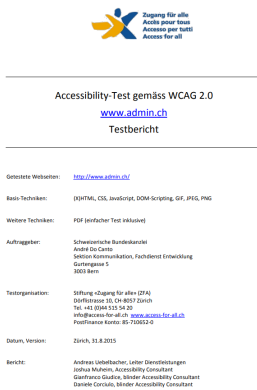 Zugang für alle
Accès pour tous
Accesso per tutti
Access for all
Accessibility-Test gemäss WCAG 2.0
www.admin.ch
Testbericht
Getestete Webseiten: http://www.admin.ch/
Basis-Techniken: (X)HTML, CSS, JavaScript, DOM-Scripting, GIF, JPEG, PNG
Weitere Techniken: PDF (einfacher Test inklusive)
Auftraggeber: Schweizerische Bundeskanzlei
André Do Canto
Sektion Kommunikation, Fachdienst Entwicklung
Gurtengasse 5
3003 Bern
Testorganisation: Stiftung «Zugang für alle» (ZFA)
Dörflistrasse 10, CH-8057 Zürich
Tel. +41 (0)44 515 54 20
info@access-for-all.ch www.access-for-all.ch
PostFinance Konto: 85-710652-0
Datum, Version: Zürich, 31.8.2015
Bericht: Andreas Uebelbacher, Leiter Dienstleistungen
Joshua Muheim, Accessibility Consultant
Gianfranco Giudice, blinder Accessibility Consultant
Daniele Corciulo, blinder Accessibility Consultant